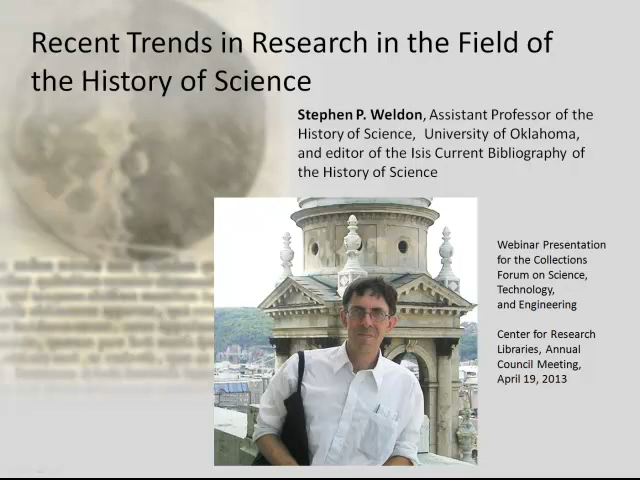 Recent Trends in Research in the Field of
the History of Science
Stephen P. Weldon, Assistant Professor of the
History of Science, University of Oklahoma,
and editor of the Isis Current Bibliography of
the History of Science
Webinar Presentation
for the Collections
Forum on Science,
Technology,
and Engineering
Center for Research
Libraries, Annual
Council Meeting,
April 19, 2013